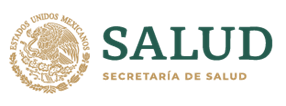 ESTADOS UNIDOS MEXICANOS
SALUD
SECRETARÍA DE SALUD